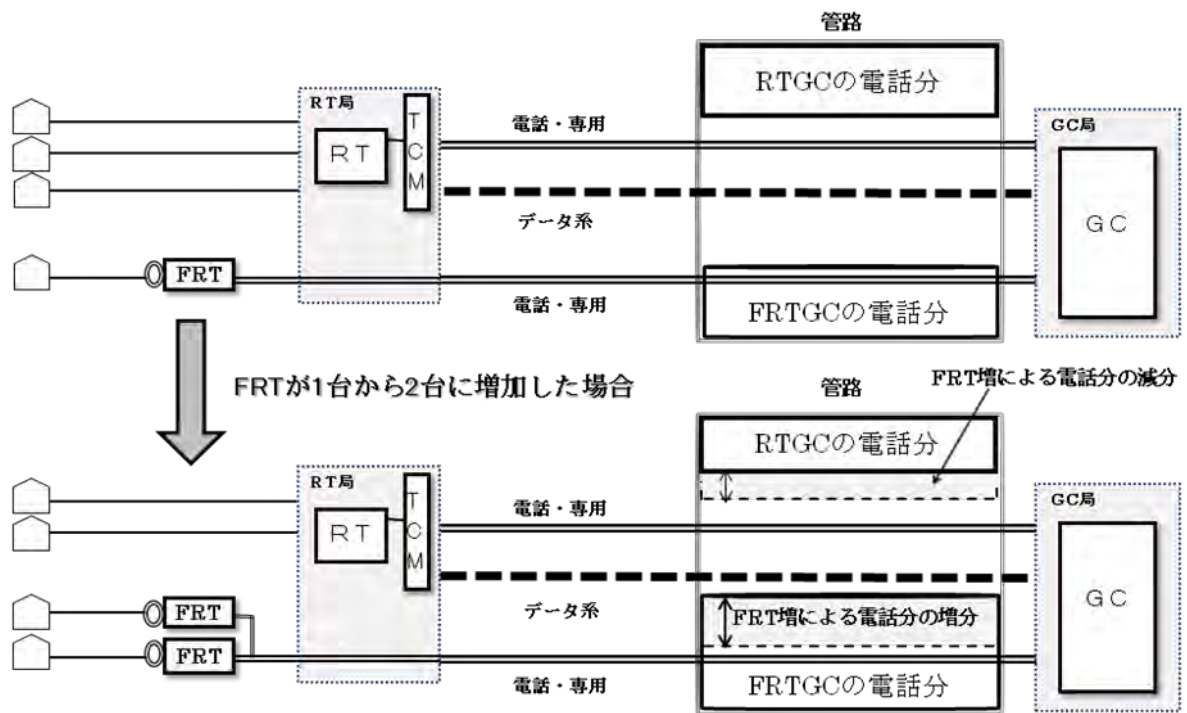 管路
RTGCの電話分
RT局
RT
TCM
電話・専用
GC局
GC
データ系
FRT
電話・専用
FRTGCの電話分
FRTが1台から2台に増加した場合
管路
FRT増による電話分の減分
RTGCの電話分
RT局
RT
TCM
電話・専用
GC局
GC
データ系
FRT
FRT増による電話分の増分
FRT
電話・専用
FRTGCの電話分